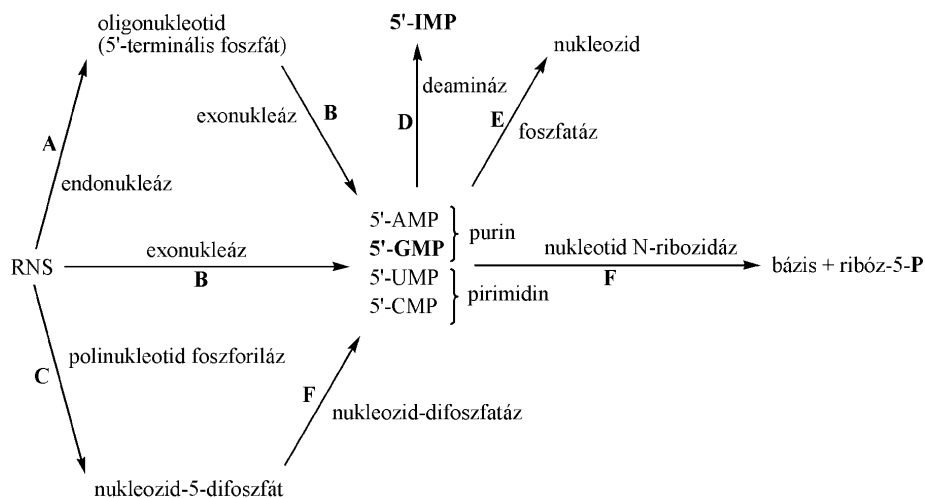 oligonukleotid
(5'-terminális foszfát)
5'-IMP
nukleozid
deamináz
exonukleáz
B
D
E
foszfatáz
A
endonukleáz
5'-AMP
5'-GMP
purin
exonukleáz
B
RNS
nukleotid N-ribozidáz
F
bázis + ribóz-5-P
5'-UMP
5'-CMP
pirimidin
polinukleotid foszforiláz
C
F
nukleozid-difoszfatáz
nukleozid-5-difoszfát